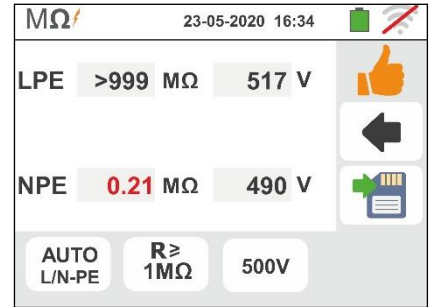 MΩ 23-05-2020 16:34
LPE >999 MΩ 517 V
NPE 0.21 MΩ 490 V
AUTO L/N-PE
R≥ 1MΩ
500V